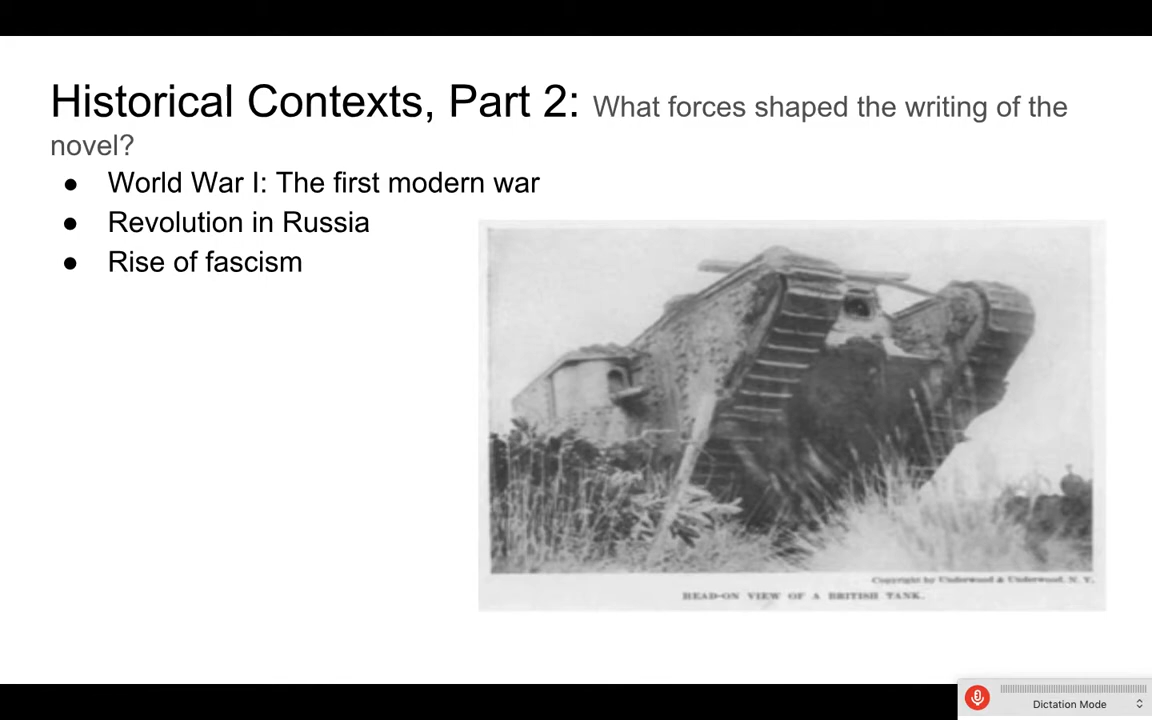 Historical Contexts, Part 2: What forces shaped the writing of the
novel?
● World War I: The first modern war
● Revolution in Russia
● Rise of fascism
Copyright by Underwood & Underwood, N. Y.
HEAD-ON VIEW OF A BRITISH TANK.
Dictation Mode